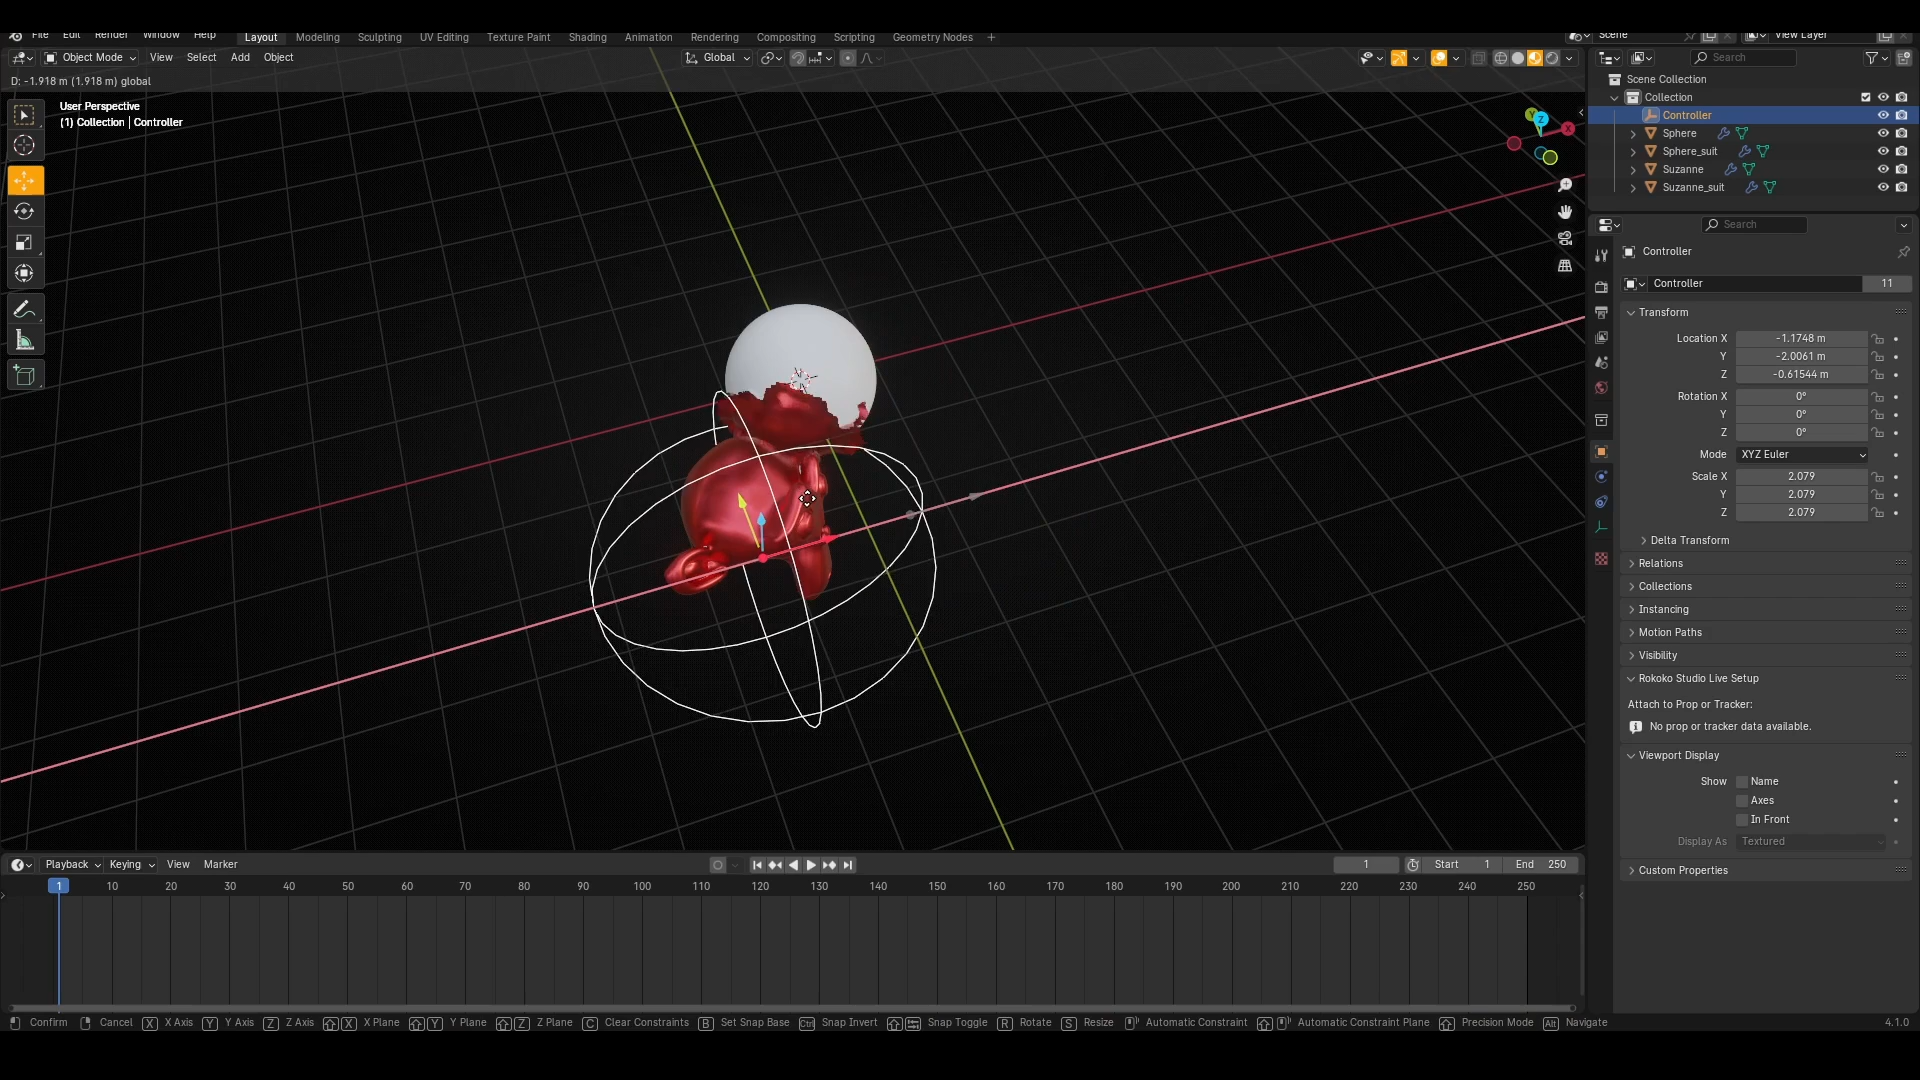 File Edit Render Window Help Layout Modeling Sculpting UV Editing Texture Paint Shading Animation Rendering Compositing Scripting Geometry Nodes + Scene View Layer
Object Mode View Select Add Object Global Search
D: -1.918 m (1.918 m) global
User Perspective
(1) Collection | Controller
Y Z X
Scene Collection
Collection
Controller
Sphere
Sphere_suit
Suzanne
Suzanne_suit
Search
Controller
Controller 11
Transform
Location X -1.1748 m
Y -2.0061 m
Z -0.61544 m
Rotation X 0°
Y 0°
Z 0°
Mode XYZ Euler
Scale X 2.079
Y 2.079
Z 2.079
Delta Transform
Relations
Collections
Instancing
Motion Paths
Visibility
Rokoko Studio Live Setup
Attach to Prop or Tracker:
No prop or tracker data available.
Viewport Display
Show Name
Axes
In Front
Display As Textured
Custom Properties
Playback Keying View Marker 1 Start 1 End 250
1 10 20 30 40 50 60 70 80 90 100 110 120 130 140 150 160 170 180 190 200 210 220 230 240 250
Confirm Cancel X X Axis Y Y Axis Z Z Axis X X Plane Y Y Plane Z Z Plane C Clear Constraints B Set Snap Base Ctrl Snap Invert Snap Toggle R Rotate S Resize Automatic Constraint Automatic Constraint Plane Precision Mode Alt Navigate 4.1.0